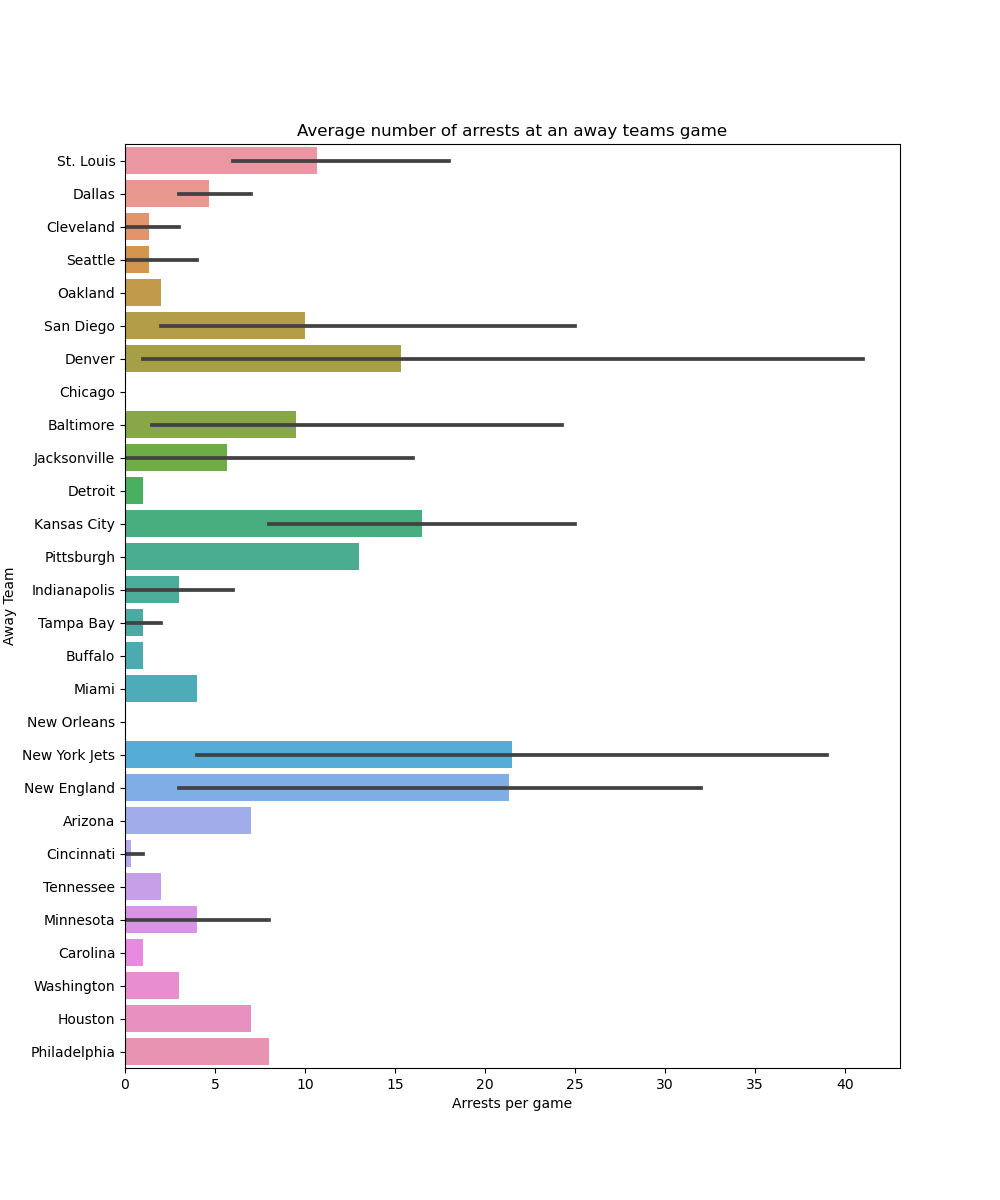 Average number of arrests at an away teams game
Away Team
St. Louis
Dallas
Cleveland
Seattle
Oakland
San Diego
Denver
Chicago
Baltimore
Jacksonville
Detroit
Kansas City
Pittsburgh
Indianapolis
Tampa Bay
Buffalo
Miami
New Orleans
New York Jets
New England
Arizona
Cincinnati
Tennessee
Minnesota
Carolina
Washington
Houston
Philadelphia
0 5 10 15 20 25 30 35 40
Arrests per game